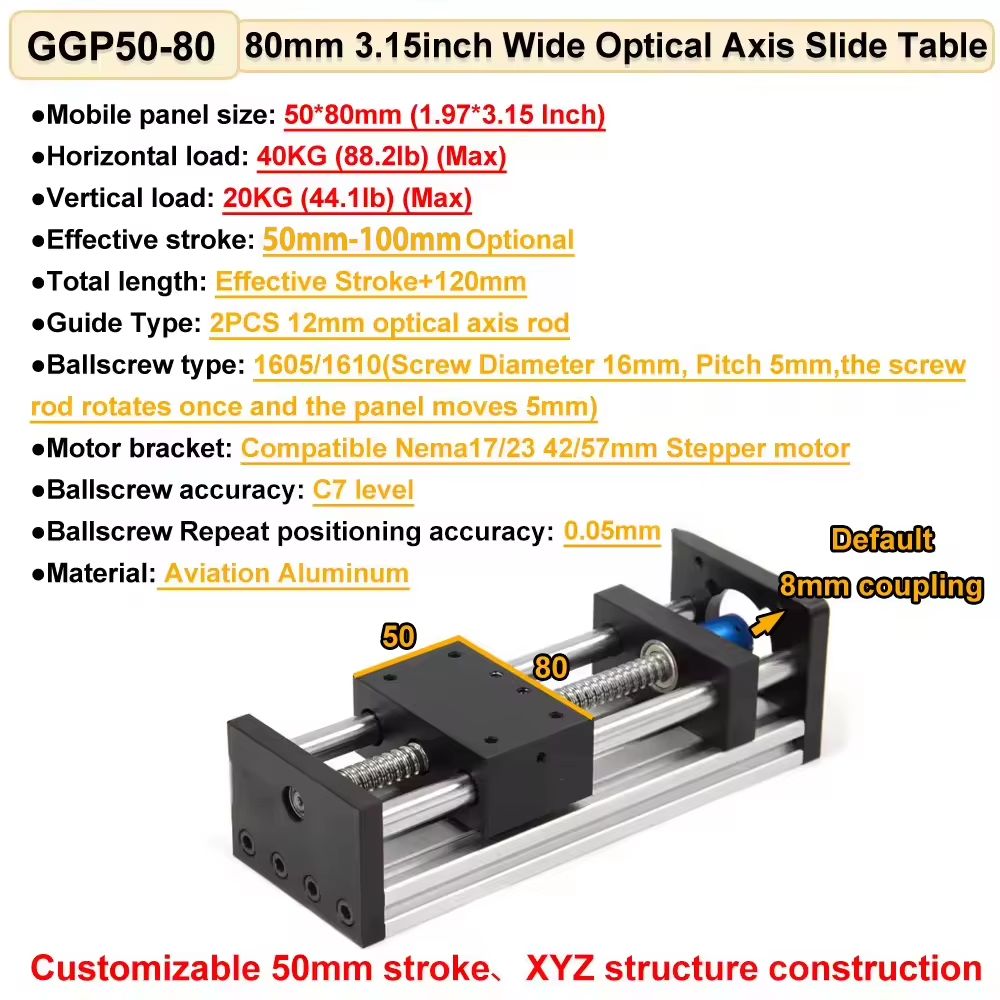 GGP50-80 80mm 3.15inch Wide Optical Axis Slide Table
●Mobile panel size: 50*80mm (1.97*3.15 Inch)
●Horizontal load: 40KG (88.2lb) (Max)
●Vertical load: 20KG (44.1lb) (Max)
●Effective stroke: 50mm-100mm Optional
●Total length: Effective Stroke+120mm
●Guide Type: 2PCS 12mm optical axis rod
●Ballscrew type: 1605/1610(Screw Diameter 16mm, Pitch 5mm,the screw
rod rotates once and the panel moves 5mm)
●Motor bracket: Compatible Nema17/23 42/57mm Stepper motor
●Ballscrew accuracy: C7 level
●Ballscrew Repeat positioning accuracy: 0.05mm
●Material: Aviation Aluminum
Default
8mm coupling
50
80
Customizable 50mm stroke、XYZ structure construction